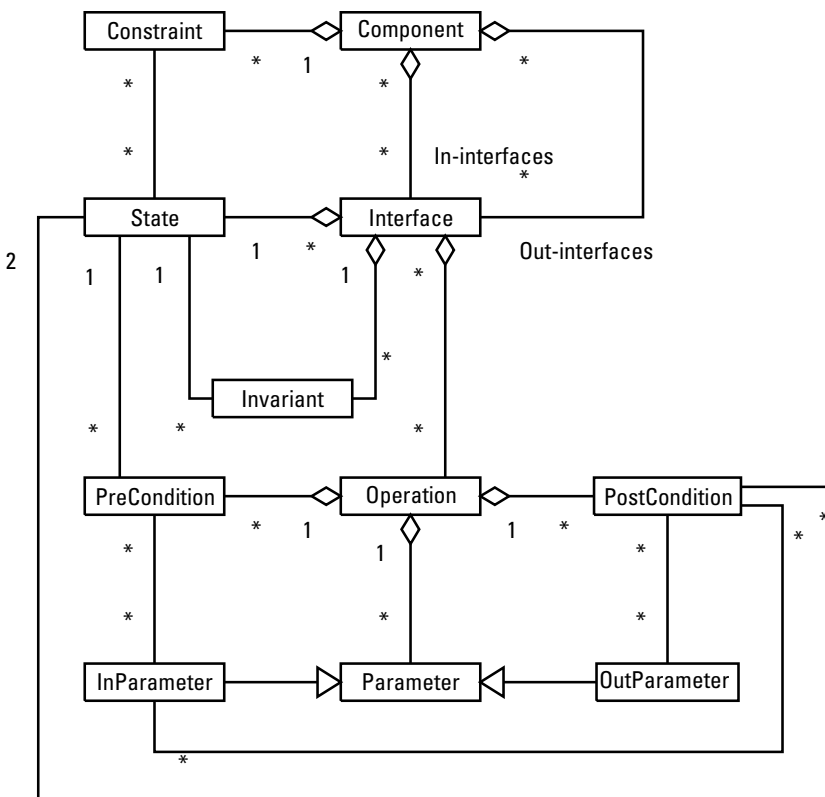 Constraint
Component
* 1 * *
* *
In-interfaces
*
State
Interface
Out-interfaces
2
1 1 1 * 1 *
*
Invariant
* * *
PreCondition
Operation
PostCondition
* 1 1 *
* 1 * * *
* * *
InParameter
Parameter
OutParameter
*